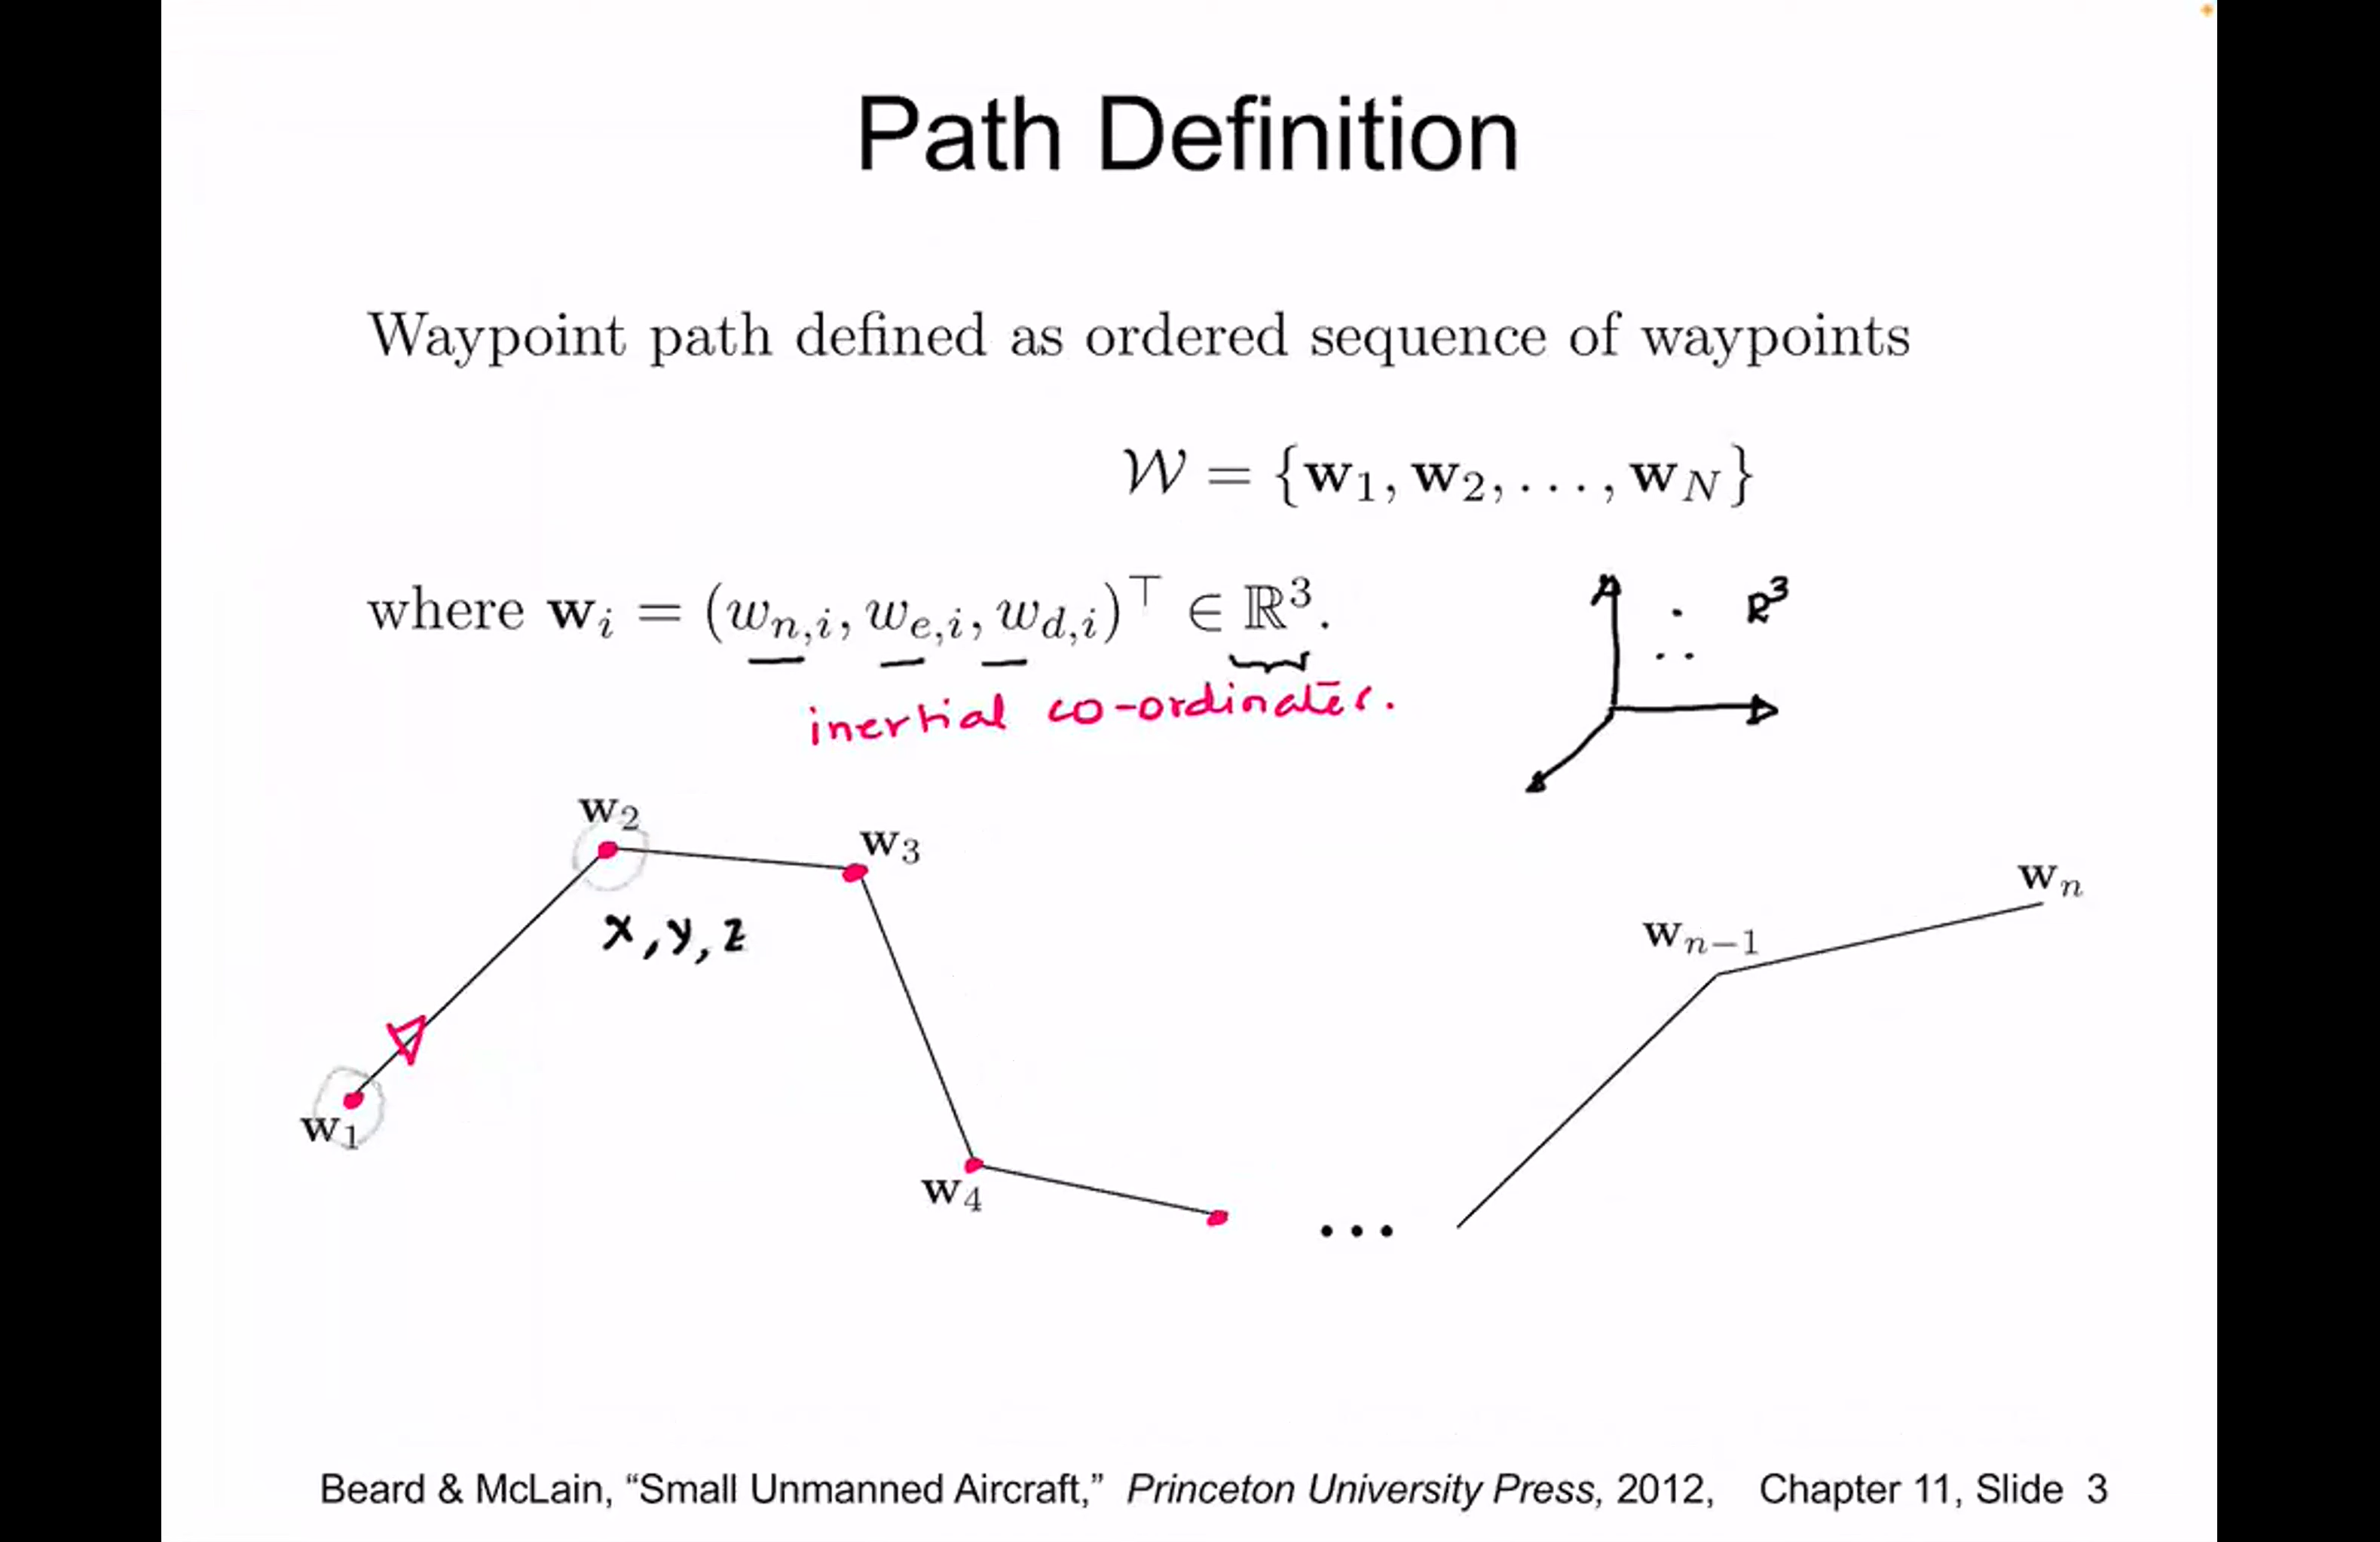 Path Definition
Waypoint path defined as ordered sequence of waypoints
𝒲 = {w₁, w₂, . . . , w_N}
where wᵢ = (w_{n,i}, w_{e,i}, w_{d,i})^⊤ ∈ ℝ³.
R³
inertial co-ordinates.
w₂
w₃
wₙ
x, y, z
w_{n−1}
w₁
w₄
...
Beard & McLain, “Small Unmanned Aircraft,” Princeton University Press, 2012, Chapter 11, Slide 3